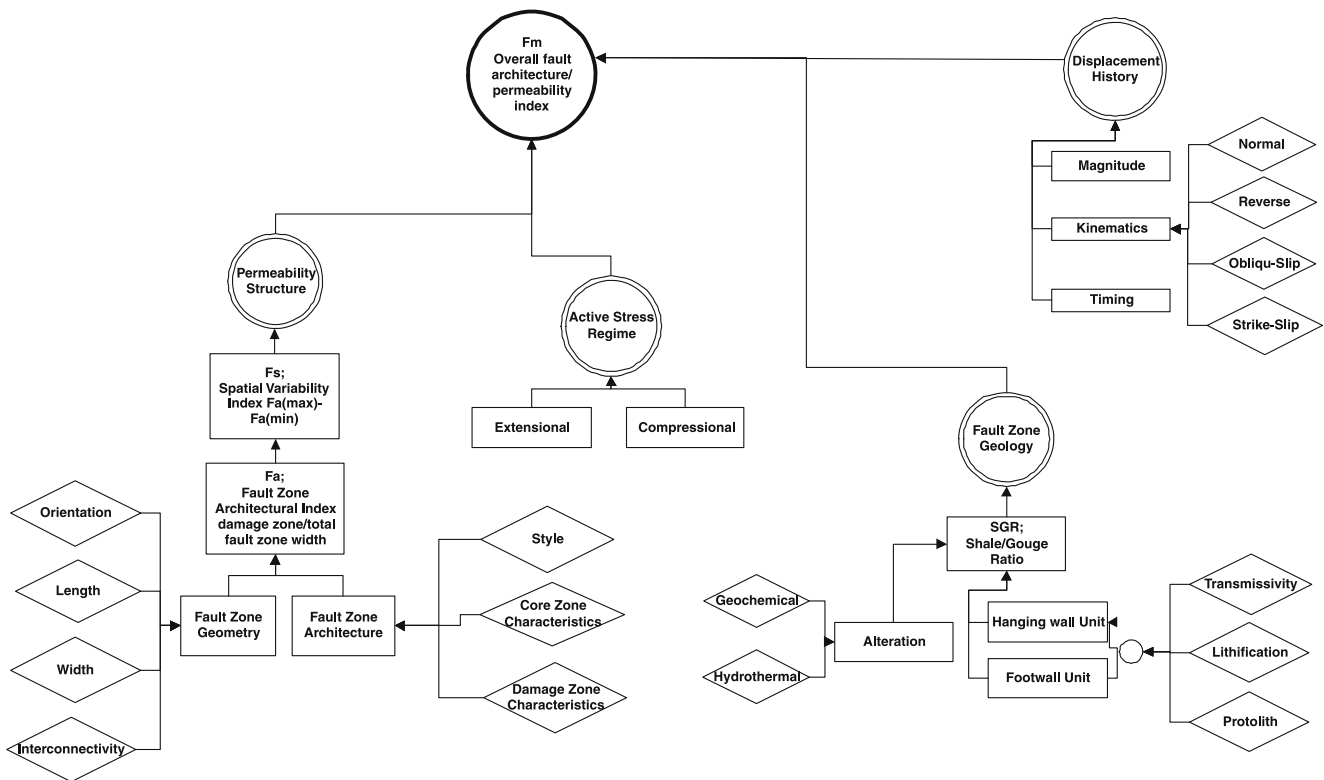 Fm
Overall fault
architecture/
permeability
index
Displacement
History
Magnitude
Kinematics
Timing
Normal
Reverse
Obliqu-Slip
Strike-Slip
Permeability
Structure
Active Stress
Regime
Extensional
Compressional
Fs;
Spatial Variability
Index Fa(max)-
Fa(min)
Fa;
Fault Zone
Architectural Index
damage zone/total
fault zone width
Orientation
Length
Width
Interconnectivity
Fault Zone
Geometry
Fault Zone
Architecture
Style
Core Zone
Characteristics
Damage Zone
Characteristics
Fault Zone
Geology
SGR;
Shale/Gouge
Ratio
Geochemical
Hydrothermal
Alteration
Hanging wall Unit
Footwall Unit
Transmissivity
Lithification
Protolith